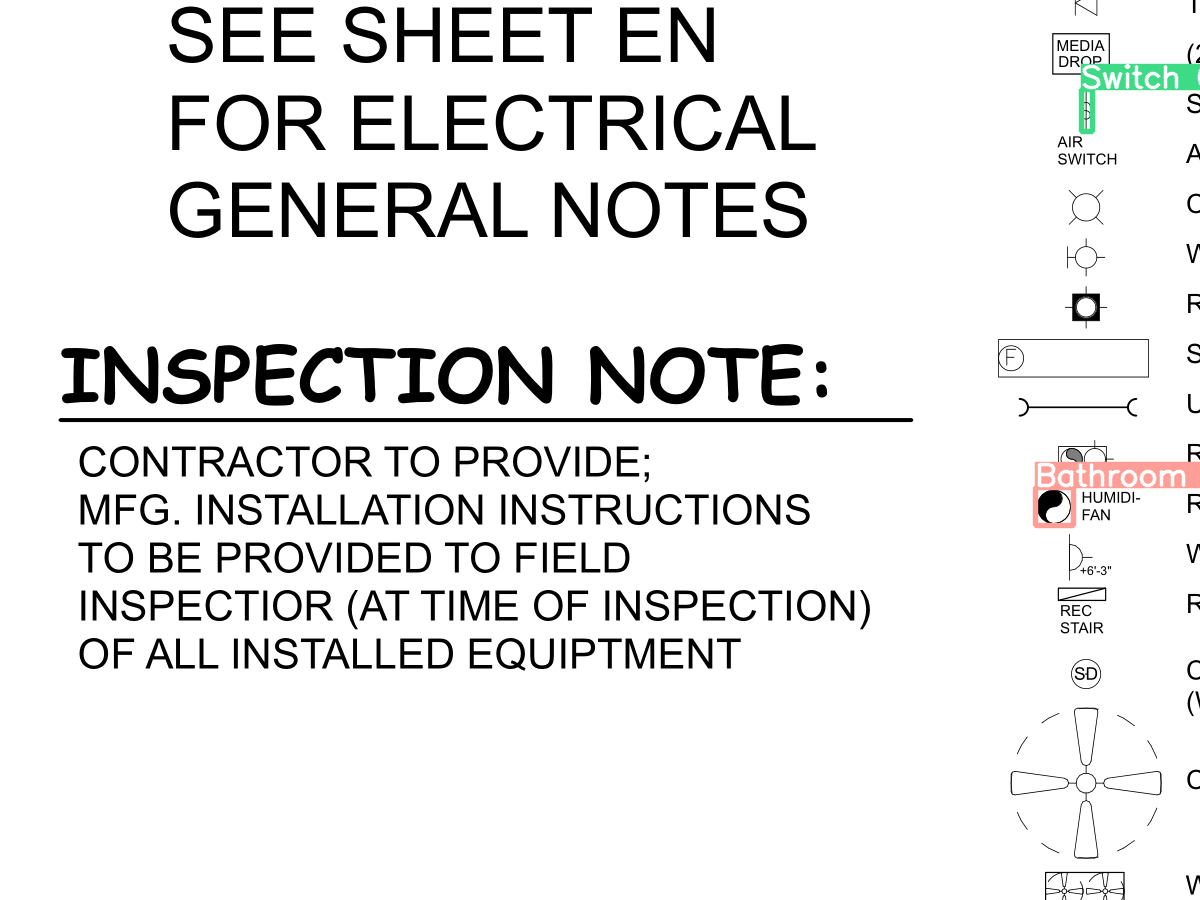 SEE SHEET EN
FOR ELECTRICAL
GENERAL NOTES
INSPECTION NOTE:
CONTRACTOR TO PROVIDE;
MFG. INSTALLATION INSTRUCTIONS
TO BE PROVIDED TO FIELD
INSPECTIOR (AT TIME OF INSPECTION)
OF ALL INSTALLED EQUIPTMENT
MEDIA
DROP
(2
Switch
S
S
AIR
SWITCH
A
W
R
F
S
U
R
Bathroom
HUMIDI-
FAN
R
+6'-3"
W
REC
STAIR
R
SD
(W
W